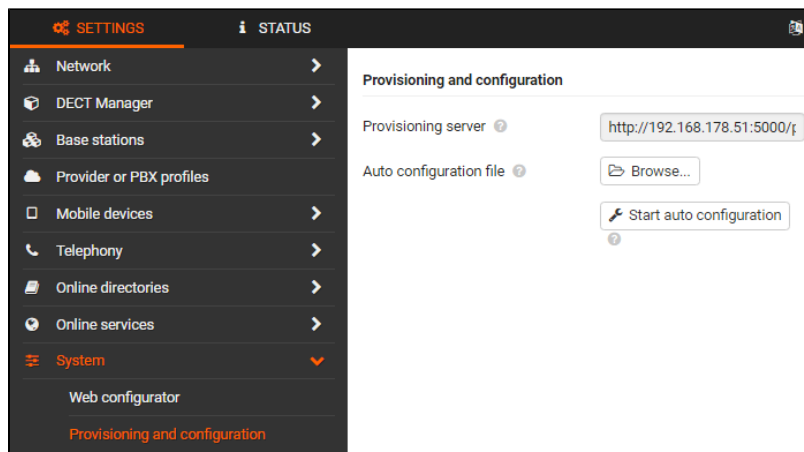 SETTINGS
STATUS
Network
DECT Manager
Base stations
Provider or PBX profiles
Mobile devices
Telephony
Online directories
Online services
System
Web configurator
Provisioning and configuration
Provisioning and configuration
Provisioning server
http://192.168.178.51:5000/p
Auto configuration file
Browse...
Start auto configuration